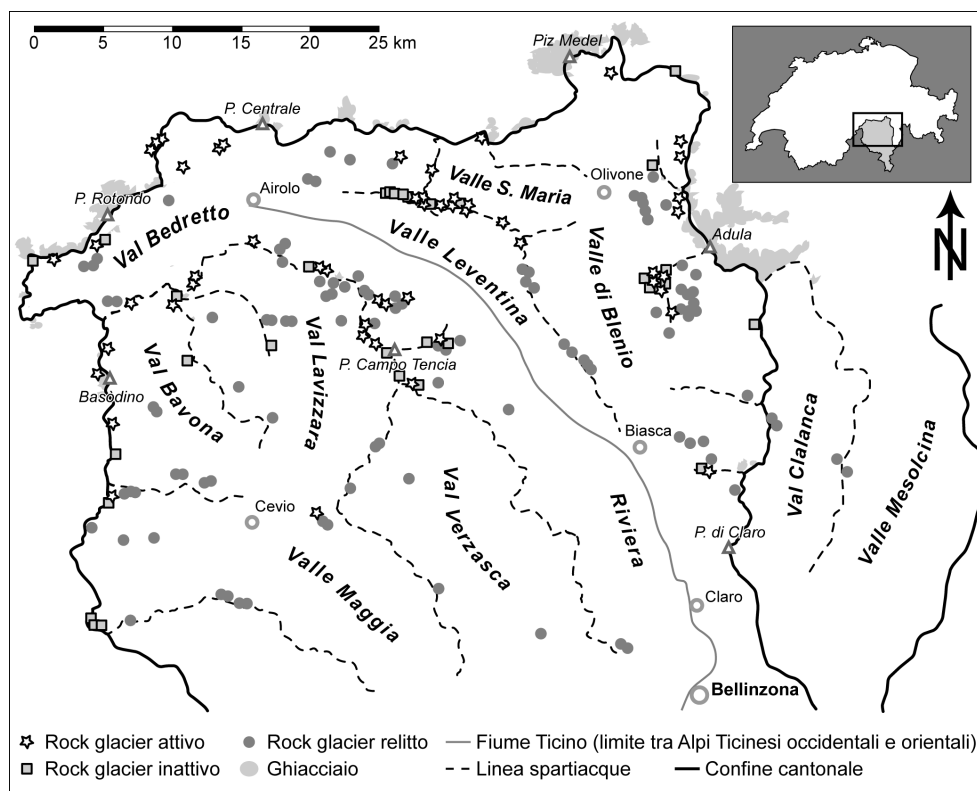 0 5 10 15 20 25 km
Piz Medel
P. Centrale
Airolo
Valle S. Maria
Olivone
P. Rotondo
Val Bedretto
Valle Leventina
Adula
Valle di Blenio
Val Lavizzara
P. Campo Tencia
Val Bavona
Basòdino
Biasca
Val Clalanca
Valle Mesolcina
Cevio
Val Verzasca
Riviera
P. di Claro
Valle Maggia
Claro
Bellinzona
N
Rock glacier attivo
Rock glacier relitto
Fiume Ticino (limite tra Alpi Ticinesi occidentali e orientali)
Rock glacier inattivo
Ghiacciaio
Linea spartiacque
Confine cantonale